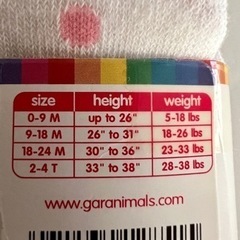 size height weight
0-9 M up to 26" 5-18 lbs
9-18 M 26" to 31" 18-26 lbs
18-24 M 30" to 36" 23-33 lbs
2-4 T 33" to 38" 28-38 lbs
www.garanimals.com